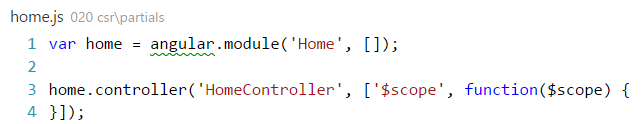 home.js 020 csr\partials
1 var home = angular.module('Home', []);
2
3 home.controller('HomeController', ['$scope', function($scope) {
4 }]);